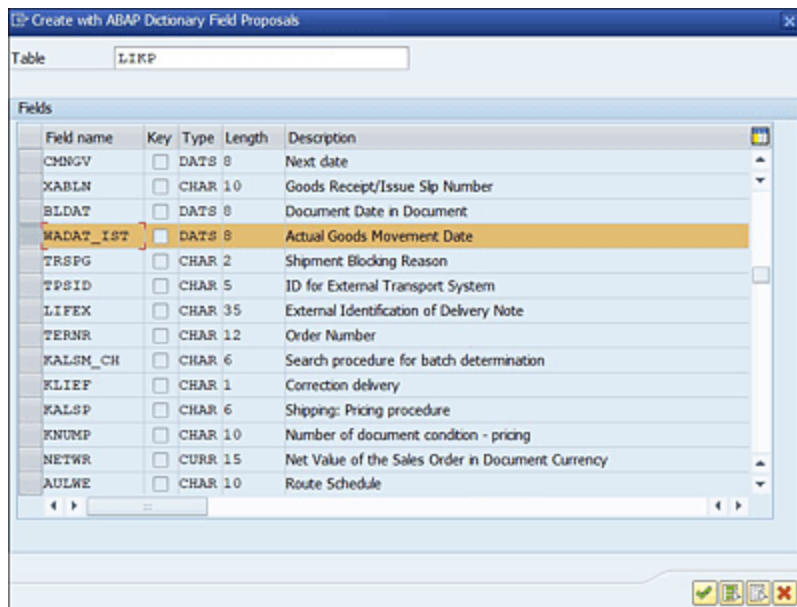 Create with ABAP Dictionary Field Proposals
Table LIKP
Fields
Field name Key Type Length Description
CMNGV DATS 8 Next date
XABLN CHAR 10 Goods Receipt/Issue Slip Number
BLDAT DATS 8 Document Date in Document
WADAT_IST DATS 8 Actual Goods Movement Date
TRSPG CHAR 2 Shipment Blocking Reason
TPSID CHAR 5 ID for External Transport System
LIFEX CHAR 35 External Identification of Delivery Note
TERNR CHAR 12 Order Number
KALSM_CH CHAR 6 Search procedure for batch determination
KLIEF CHAR 1 Correction delivery
KALSP CHAR 6 Shipping: Pricing procedure
KNUMP CHAR 10 Number of document condition - pricing
NETWR CURR 15 Net Value of the Sales Order in Document Currency
AULWE CHAR 10 Route Schedule